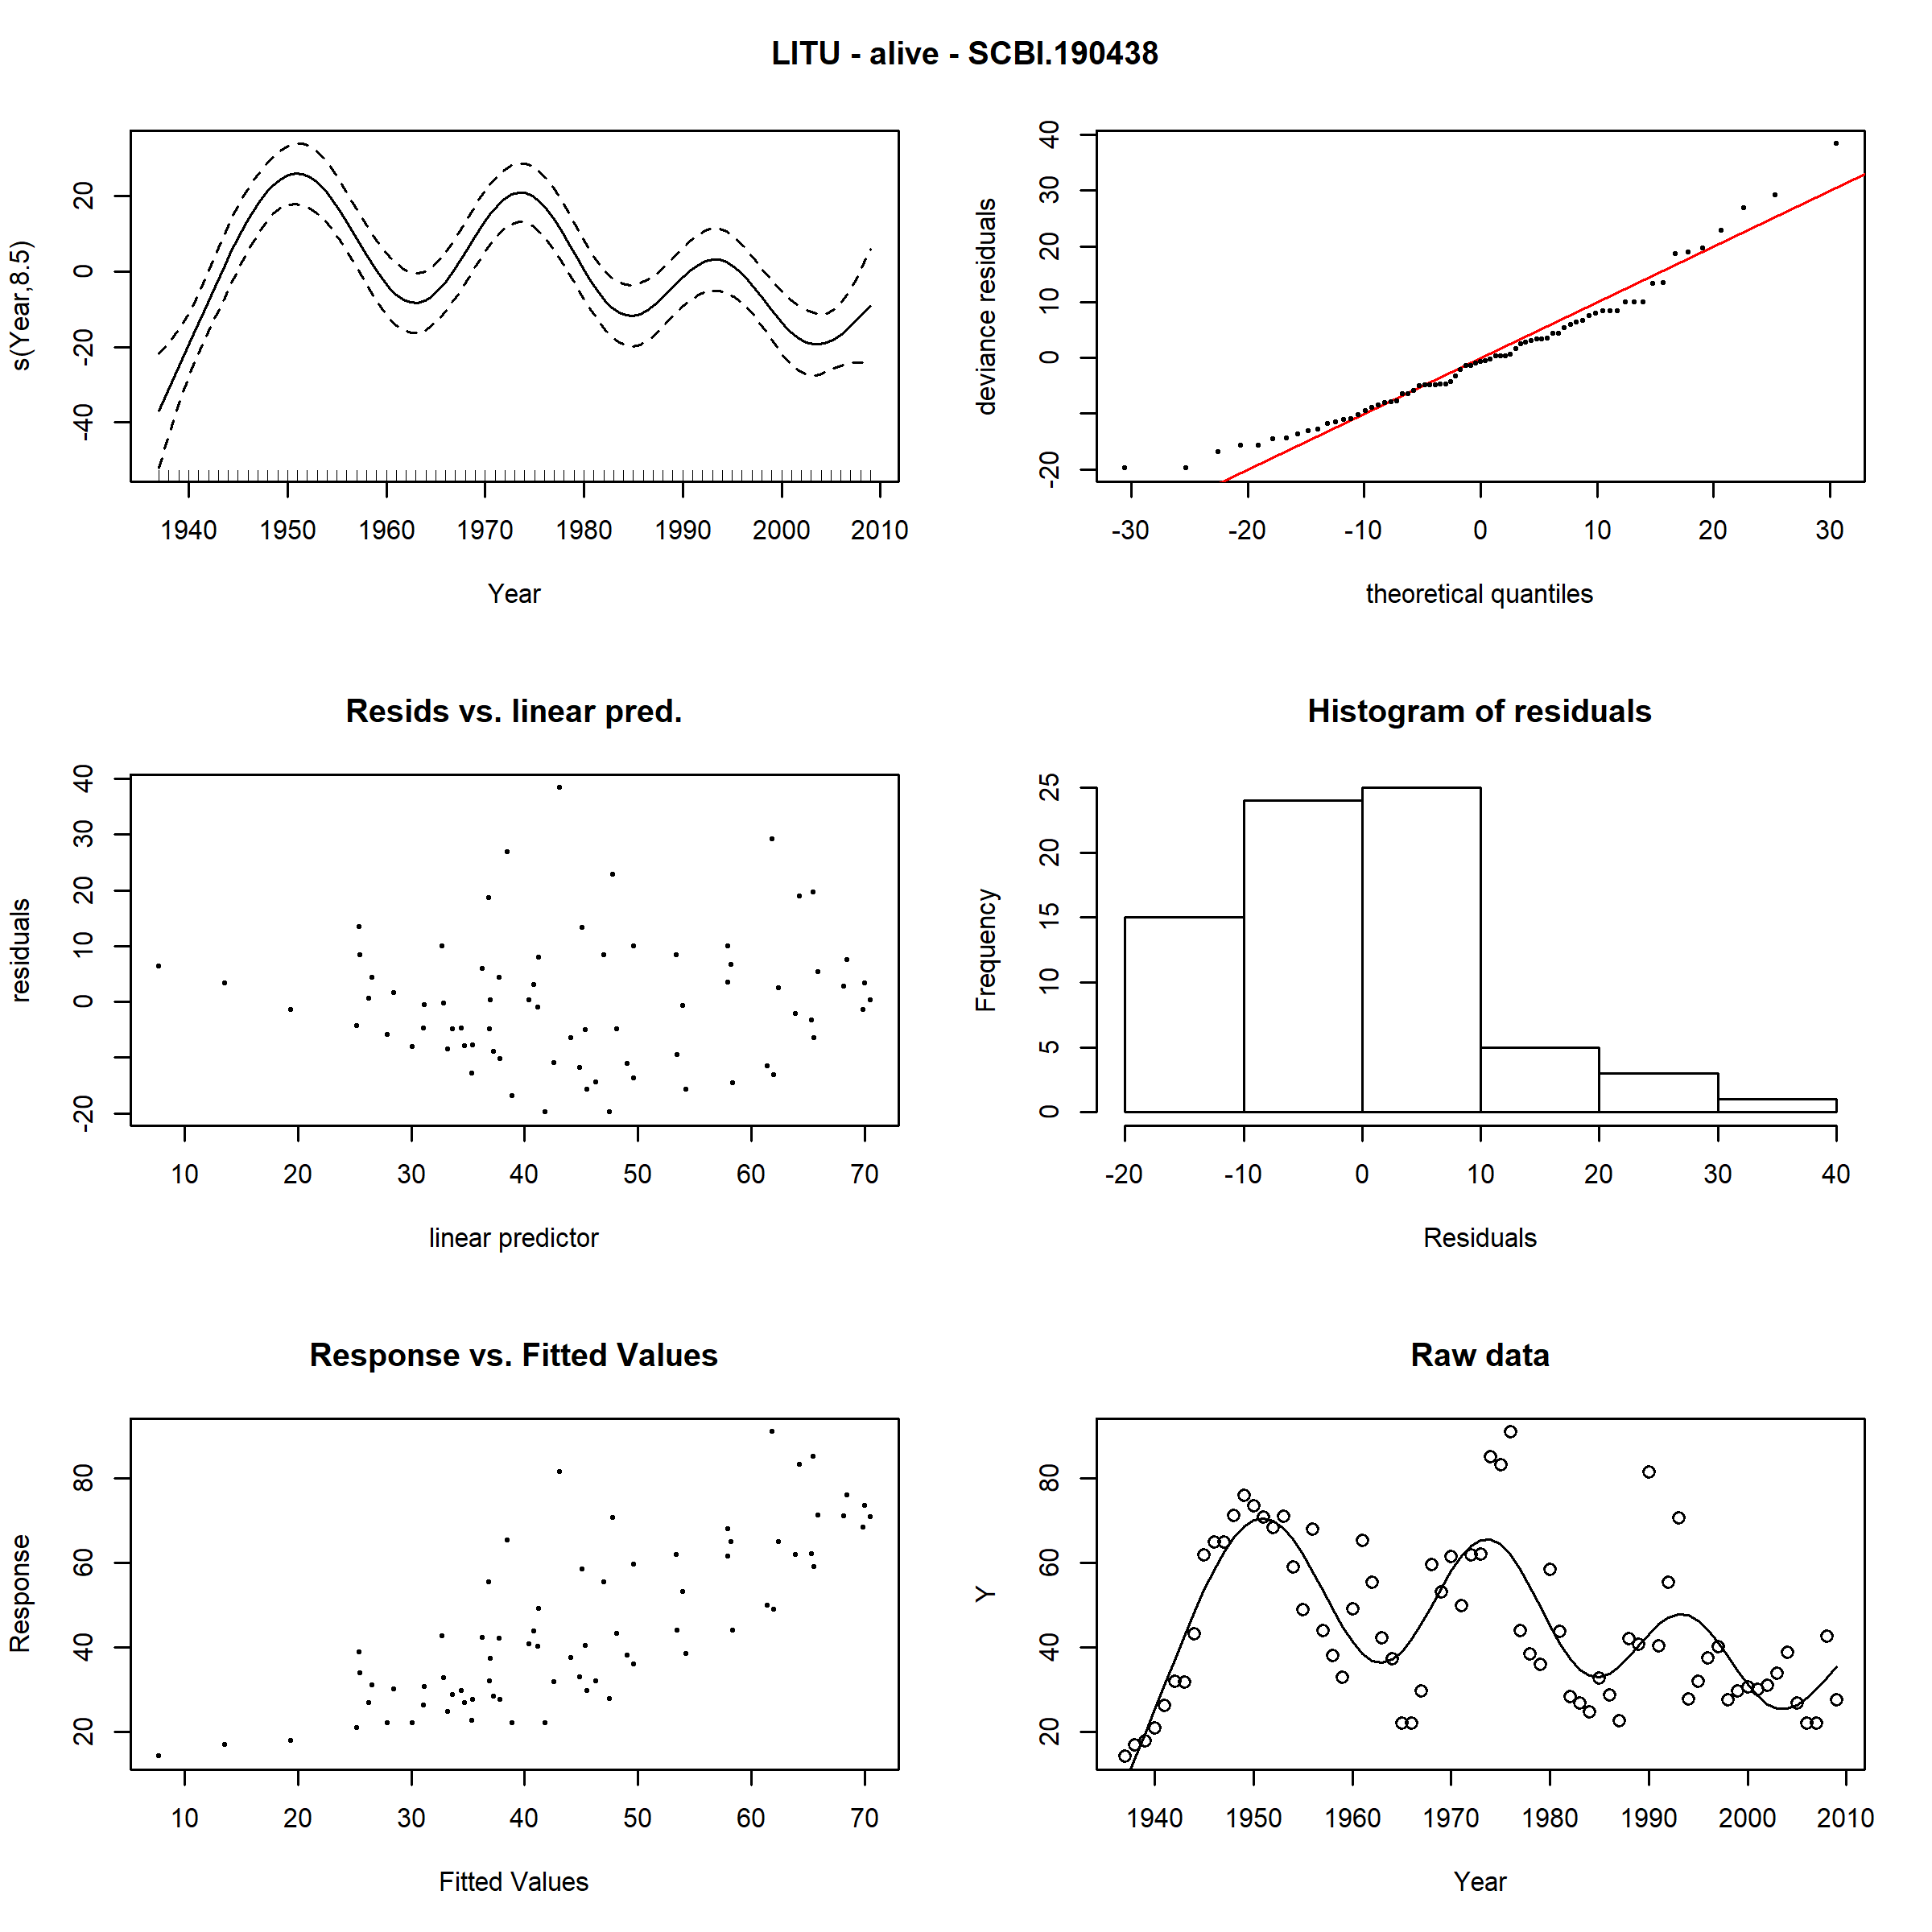 LITU - alive - SCBI.190438
s(Year,8.5)
20
0
-20
-40
1940 1950 1960 1970 1980 1990 2000 2010
Year
deviance residuals
40
30
20
10
0
-20
-30 -20 -10 0 10 20 30
theoretical quantiles
Resids vs. linear pred.
residuals
40
30
20
10
0
-20
10 20 30 40 50 60 70
linear predictor
Histogram of residuals
Frequency
25
20
15
10
5
0
-20 -10 0 10 20 30 40
Residuals
Response vs. Fitted Values
Response
80
60
40
20
10 20 30 40 50 60 70
Fitted Values
Raw data
Y
80
60
40
20
1940 1950 1960 1970 1980 1990 2000 2010
Year